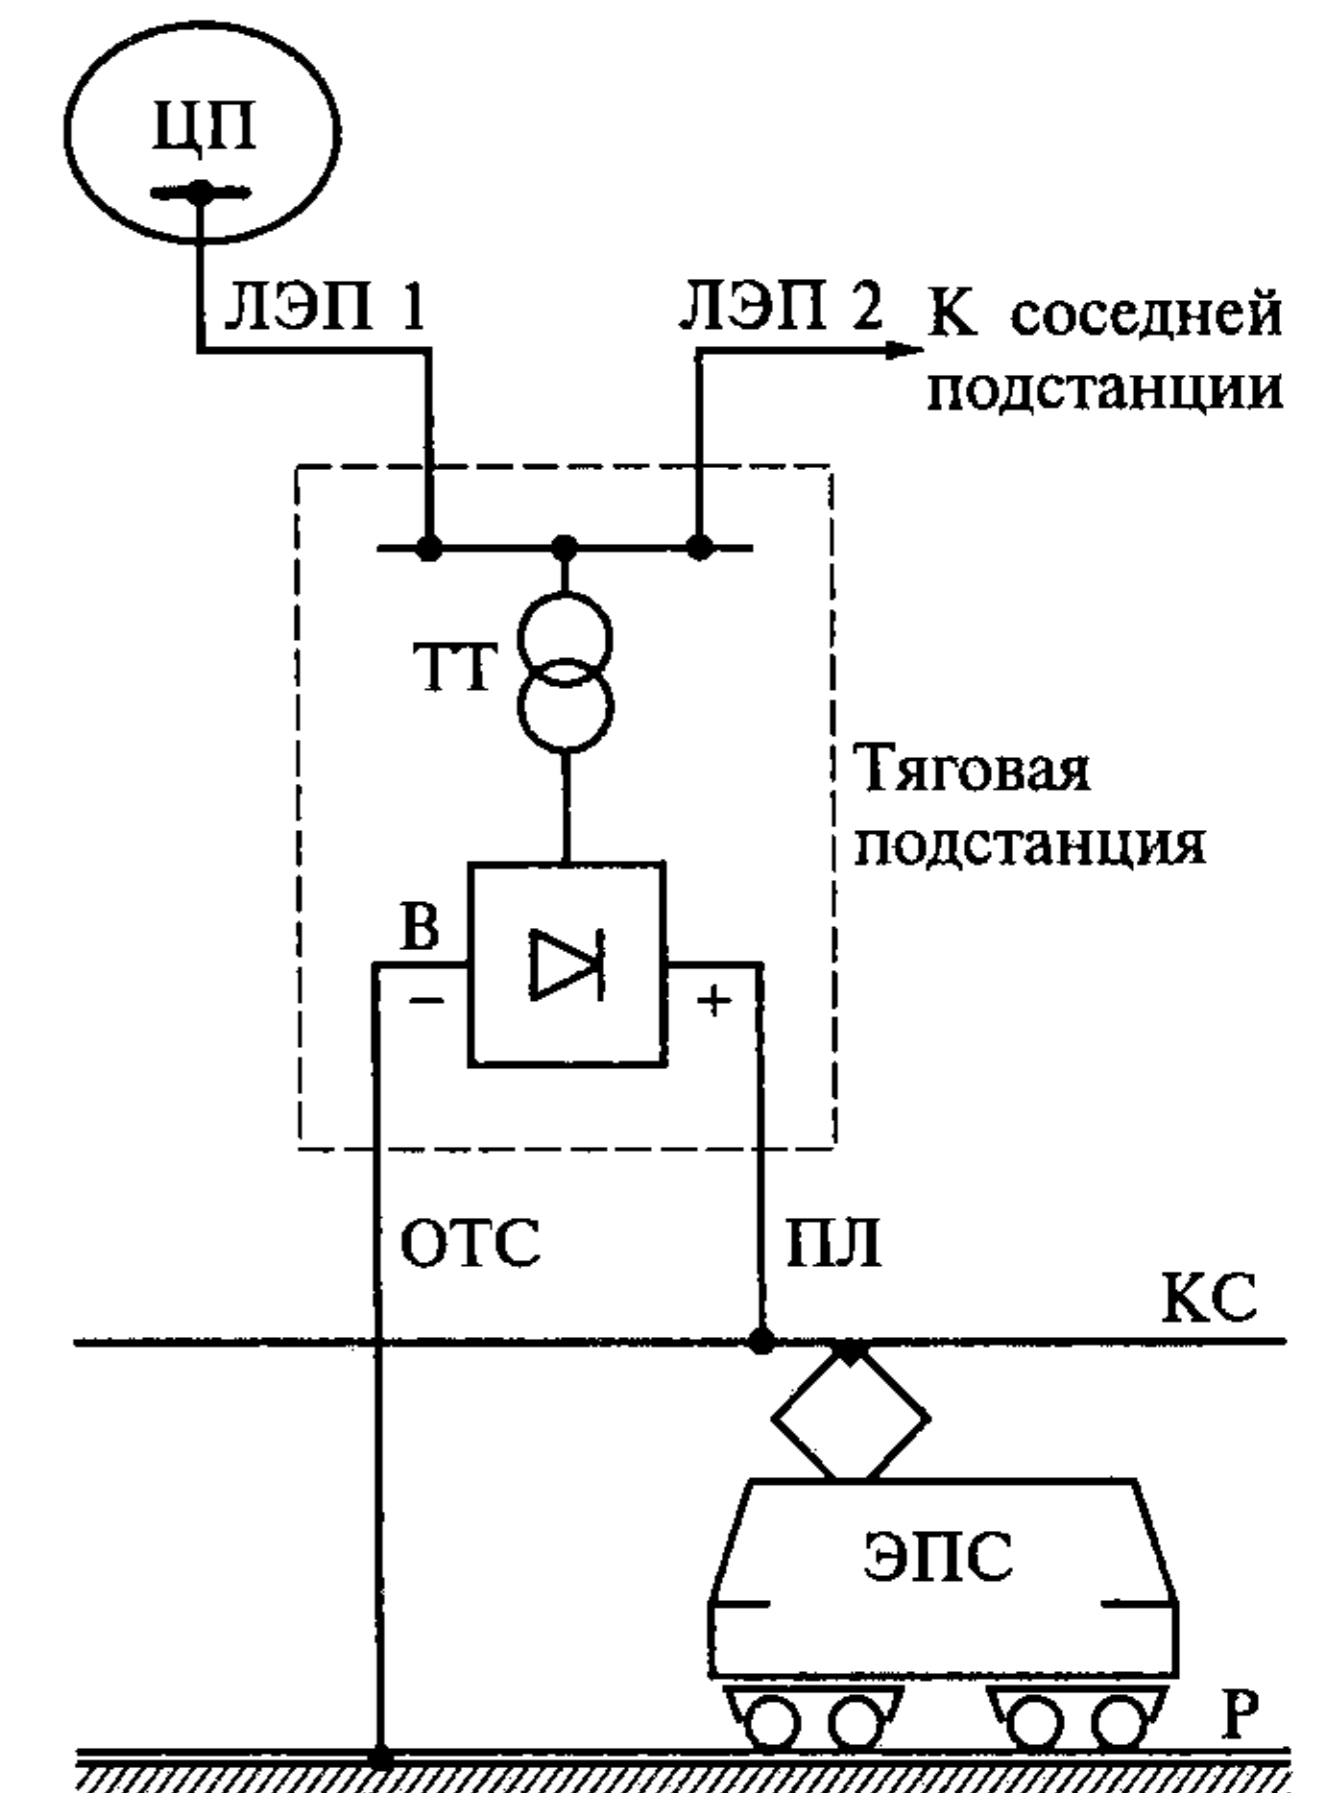 ЦП
ЛЭП 1
ЛЭП 2
К соседней
подстанции
ТТ
Тяговая
подстанция
В
−
+
ОТС
ПЛ
КС
ЭПС
Р